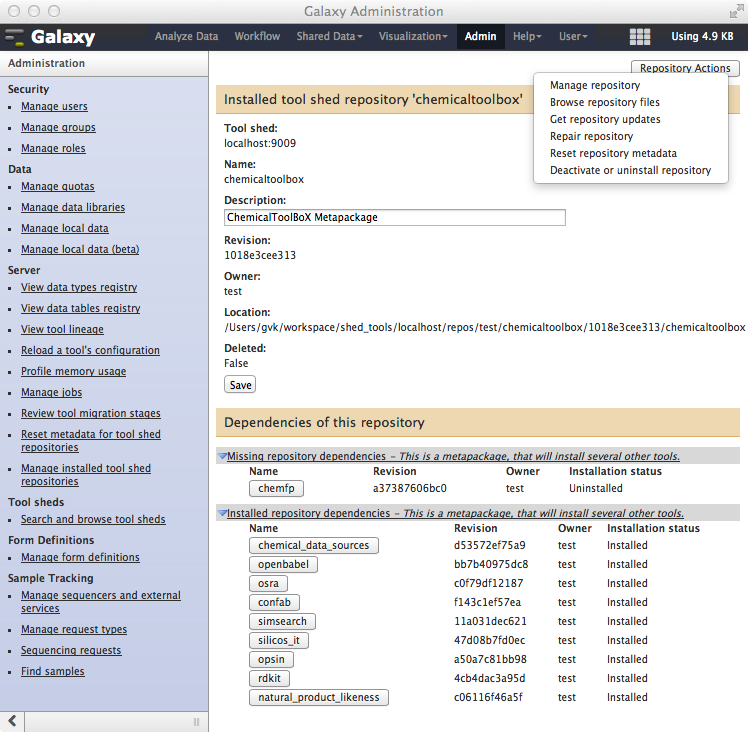 Galaxy Administration
Galaxy
Analyze Data Workflow Shared Data Visualization Admin Help User Using 4.9 KB
Administration
Security
Manage users
Manage groups
Manage roles
Data
Manage quotas
Manage data libraries
Manage local data
Manage local data (beta)
Server
View data types registry
View data tables registry
View tool lineage
Reload a tool's configuration
Profile memory usage
Manage jobs
Review tool migration stages
Reset metadata for tool shed
repositories
Manage installed tool shed
repositories
Tool sheds
Search and browse tool sheds
Form Definitions
Manage form definitions
Sample Tracking
Manage sequencers and external
services
Manage request types
Sequencing requests
Find samples
Repository Actions
Manage repository
Browse repository files
Get repository updates
Repair repository
Reset repository metadata
Deactivate or uninstall repository
Installed tool shed repository 'chemicaltoolbox'
Tool shed:
localhost:9009
Name:
chemicaltoolbox
Description:
ChemicalToolBoX Metapackage
Revision:
1018e3cee313
Owner:
test
Location:
/Users/gvk/workspace/shed_tools/localhost/repos/test/chemicaltoolbox/1018e3cee313/chemicaltoolbox
Deleted:
False
Save
Dependencies of this repository
Missing repository dependencies – This is a metapackage, that will install several other tools.
Name Revision Owner Installation status
chemfp a37387606bc0 test Uninstalled
Installed repository dependencies – This is a metapackage, that will install several other tools.
Name Revision Owner Installation status
chemical_data_sources d53572ef75a9 test Installed
openbabel bb7b40975dc8 test Installed
osra c0f79df12187 test Installed
confab f143c1ef57ea test Installed
simsearch 11a031dec621 test Installed
silicos_it 47d08b7fd0ec test Installed
opsin a50a7c81bb98 test Installed
rdkit 4cb4dac3a95d test Installed
natural_product_likeness c06116f46a5f test Installed